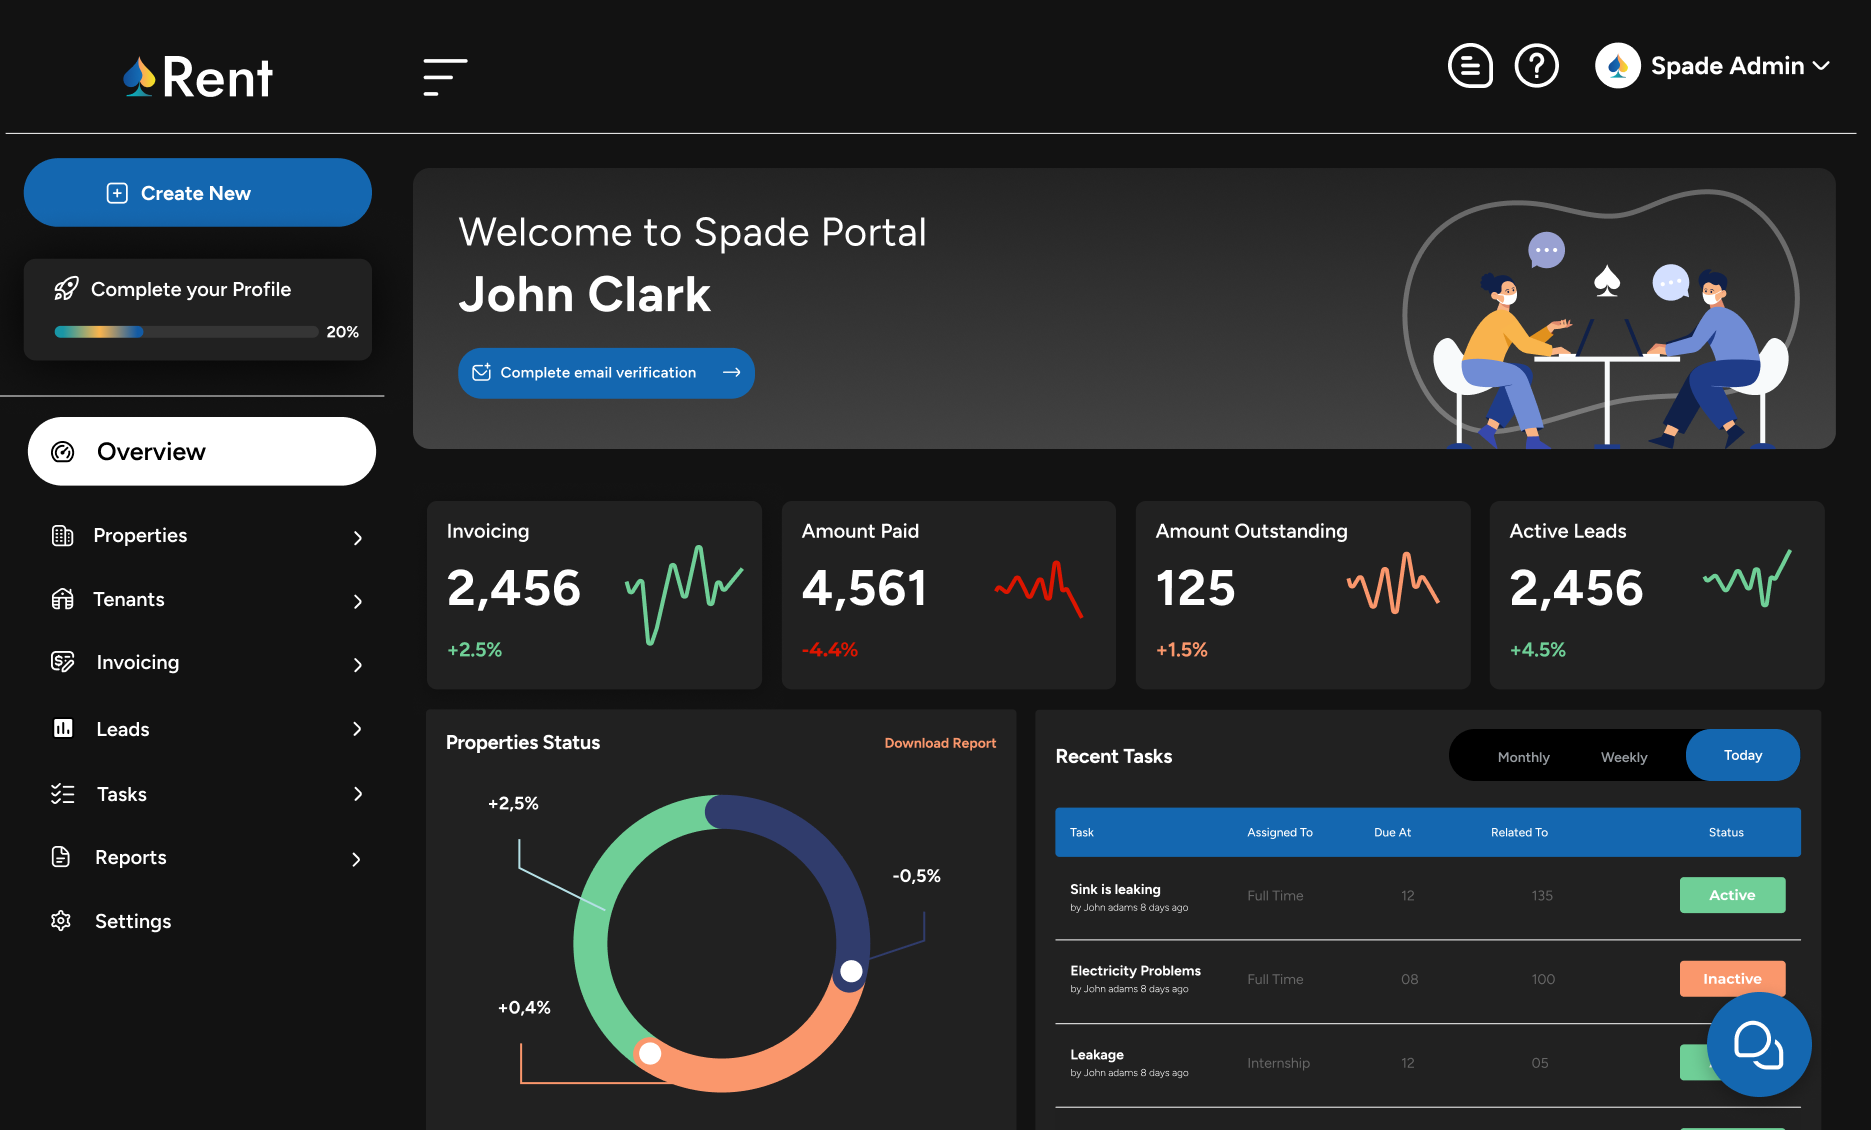 Rent
Spade Admin
Create New
Complete your Profile
20%
Overview
Properties
Tenants
Invoicing
Leads
Tasks
Reports
Settings
Welcome to Spade Portal
John Clark
Complete email verification
Invoicing
2,456
+2.5%
Amount Paid
4,561
-4.4%
Amount Outstanding
125
+1.5%
Active Leads
2,456
+4.5%
Properties Status
Download Report
+2,5%
-0,5%
+0,4%
Recent Tasks
Monthly Weekly Today
Task Assigned To Due At Related To Status
Sink is leaking
by John adams 8 days ago
Full Time 12 135 Active
Electricity Problems
by John adams 8 days ago
Full Time 08 100 Inactive
Leakage
by John adams 8 days ago
Internship 12 05